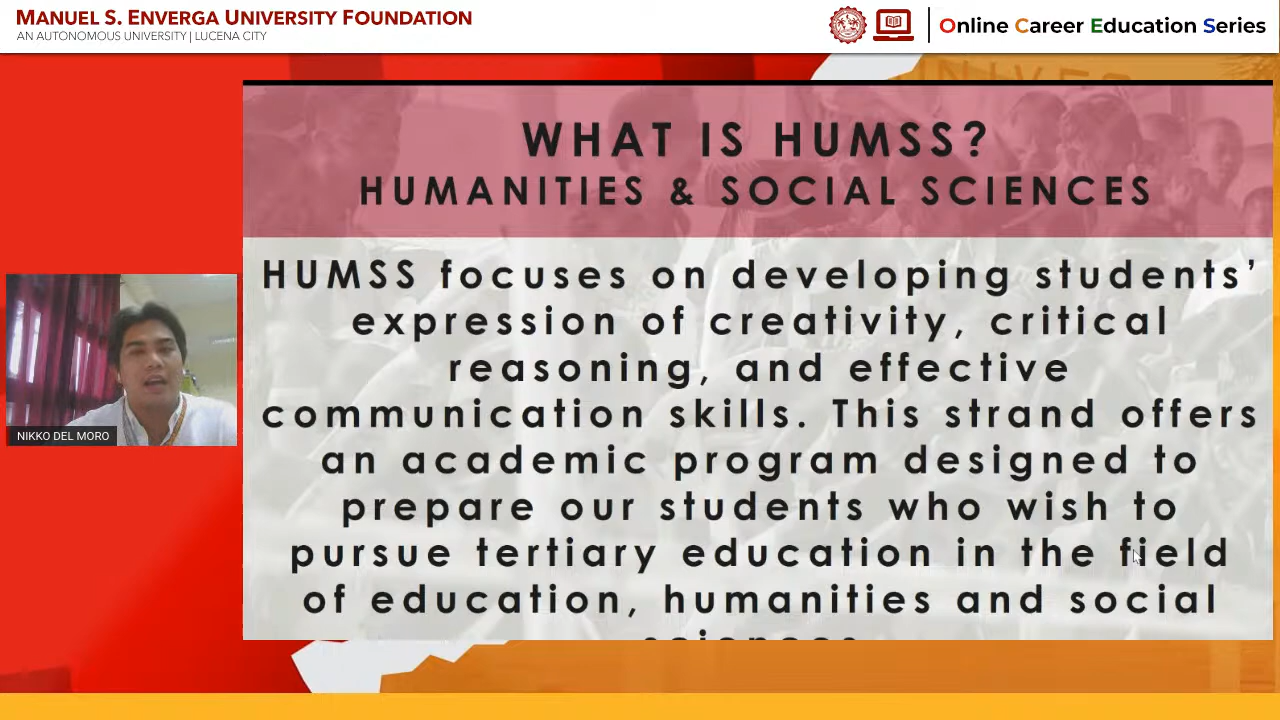 MANUEL S. ENVERGA UNIVERSITY FOUNDATION
AN AUTONOMOUS UNIVERSITY | LUCENA CITY
Online Career Education Series
UNIVE
WHAT IS HUMSS?
HUMANITIES & SOCIAL SCIENCES
HUMSS focuses on developing students’
expression of creativity, critical
reasoning, and effective
communication skills. This strand offers
an academic program designed to
prepare our students who wish to
pursue tertiary education in the field
of education, humanities and social
sciences
NIKKO DEL MORO